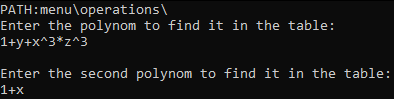 PATH:menu\operations\
Enter the polynom to find it in the table:
1+y+x^3*z^3
Enter the second polynom to find it in the table:
1+x